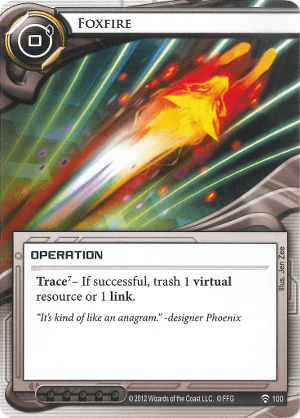 Foxfire
OPERATION
Trace⁷– If successful, trash 1 virtual
resource or 1 link.
“It’s kind of like an anagram.” -designer Phoenix
Illus. Jen Zee
© 2012 Wizards of the Coast LLC. © FFG
100